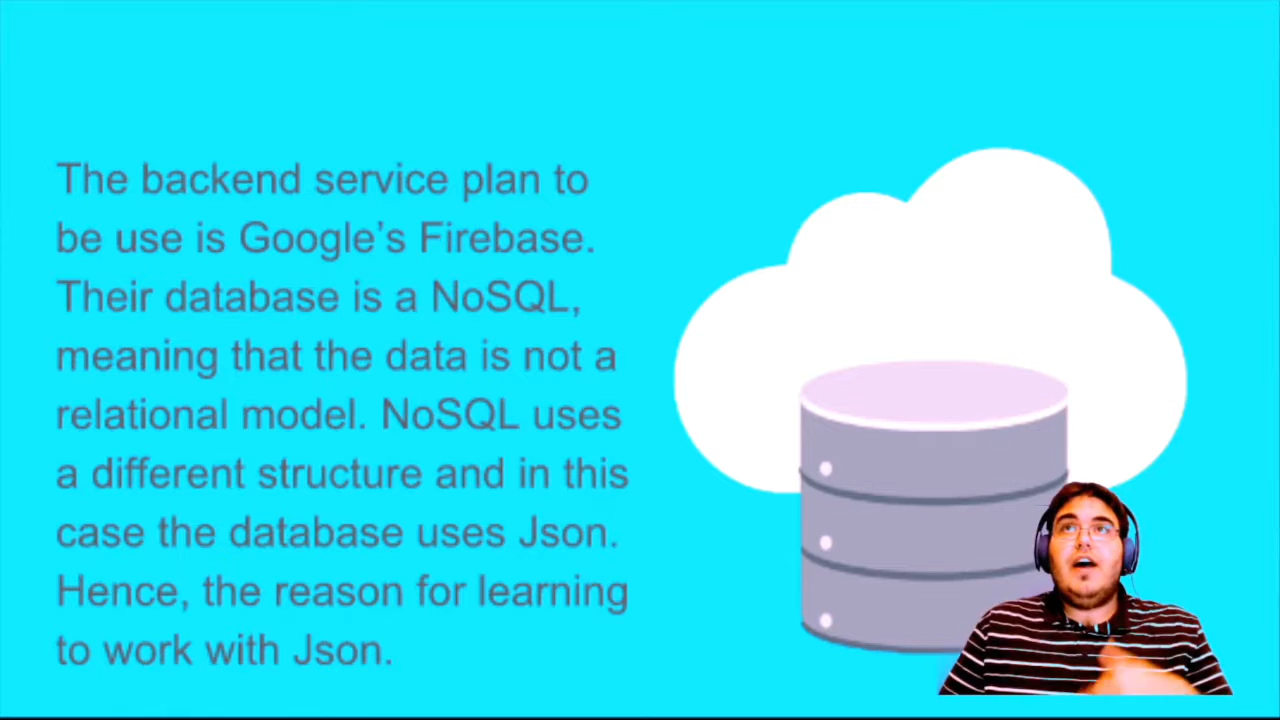 The backend service plan to
be use is Google’s Firebase.
Their database is a NoSQL,
meaning that the data is not a
relational model. NoSQL uses
a different structure and in this
case the database uses Json.
Hence, the reason for learning
to work with Json.